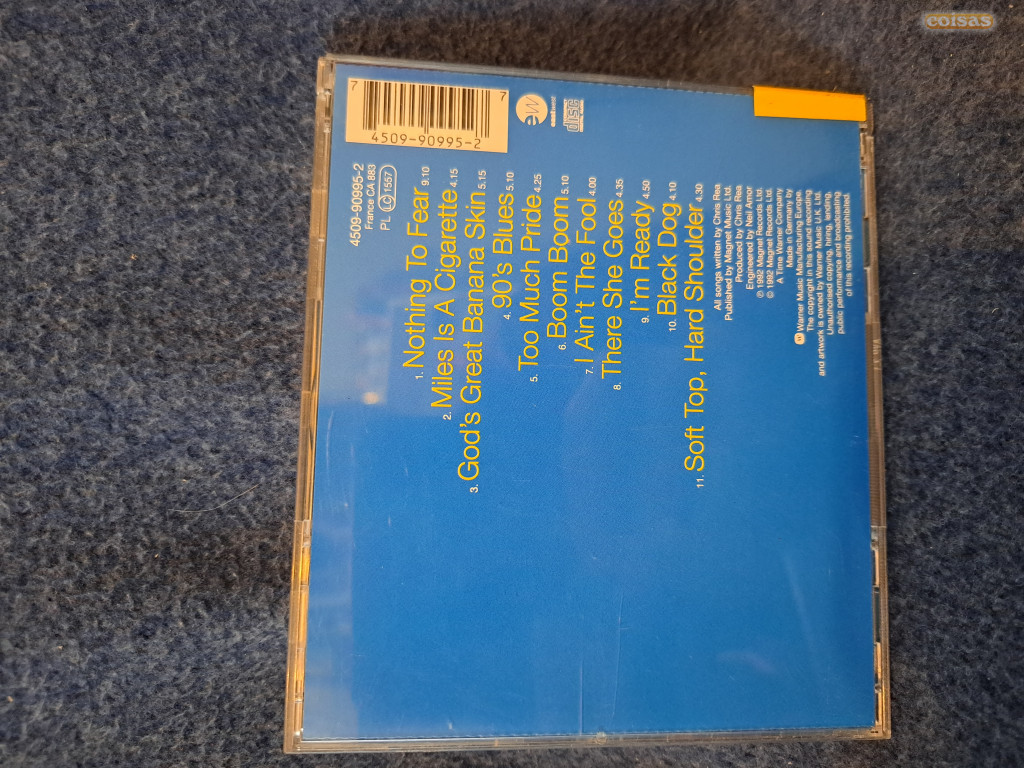 coisas
7 4509-90995-2 7
ew
eastwest
COMPACT
disc
DIGITAL AUDIO
4509-90995-2
France CA 883
PL LC 1557
1. Nothing To Fear 9.10
2. Miles Is A Cigarette 4.15
3. God's Great Banana Skin 5.15
4. 90's Blues 5.10
5. Too Much Pride 4.25
6. Boom Boom 5.10
7. I Ain't The Fool 4.00
8. There She Goes 4.35
9. I'm Ready 4.50
10. Black Dog 4.10
11. Soft Top, Hard Shoulder 4.30
All songs written by Chris Rea
Published by Magnet Music Ltd.
Produced by Chris Rea
Engineered by Neil Amor
℗ 1992 Magnet Records Ltd.
© 1992 Magnet Records Ltd.
A Time Warner Company
Made in Germany by
Warner Music Manufacturing Europe.
The copyright in this sound recording
and artwork is owned by Warner Music U.K. Ltd.
Unauthorised copying, hiring, lending,
public performance and broadcasting
of this recording prohibited.